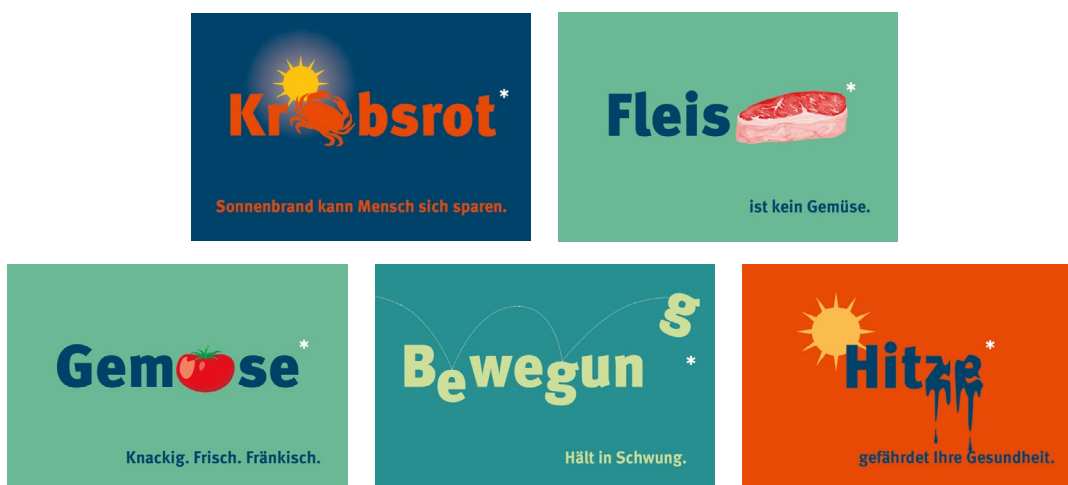 Kr bsrot*
Sonnenbrand kann Mensch sich sparen.
Fleis *
ist kein Gemüse.
Gem se*
Knackig. Frisch. Fränkisch.
Bewegung*
Hält in Schwung.
Hitze*
gefährdet Ihre Gesundheit.